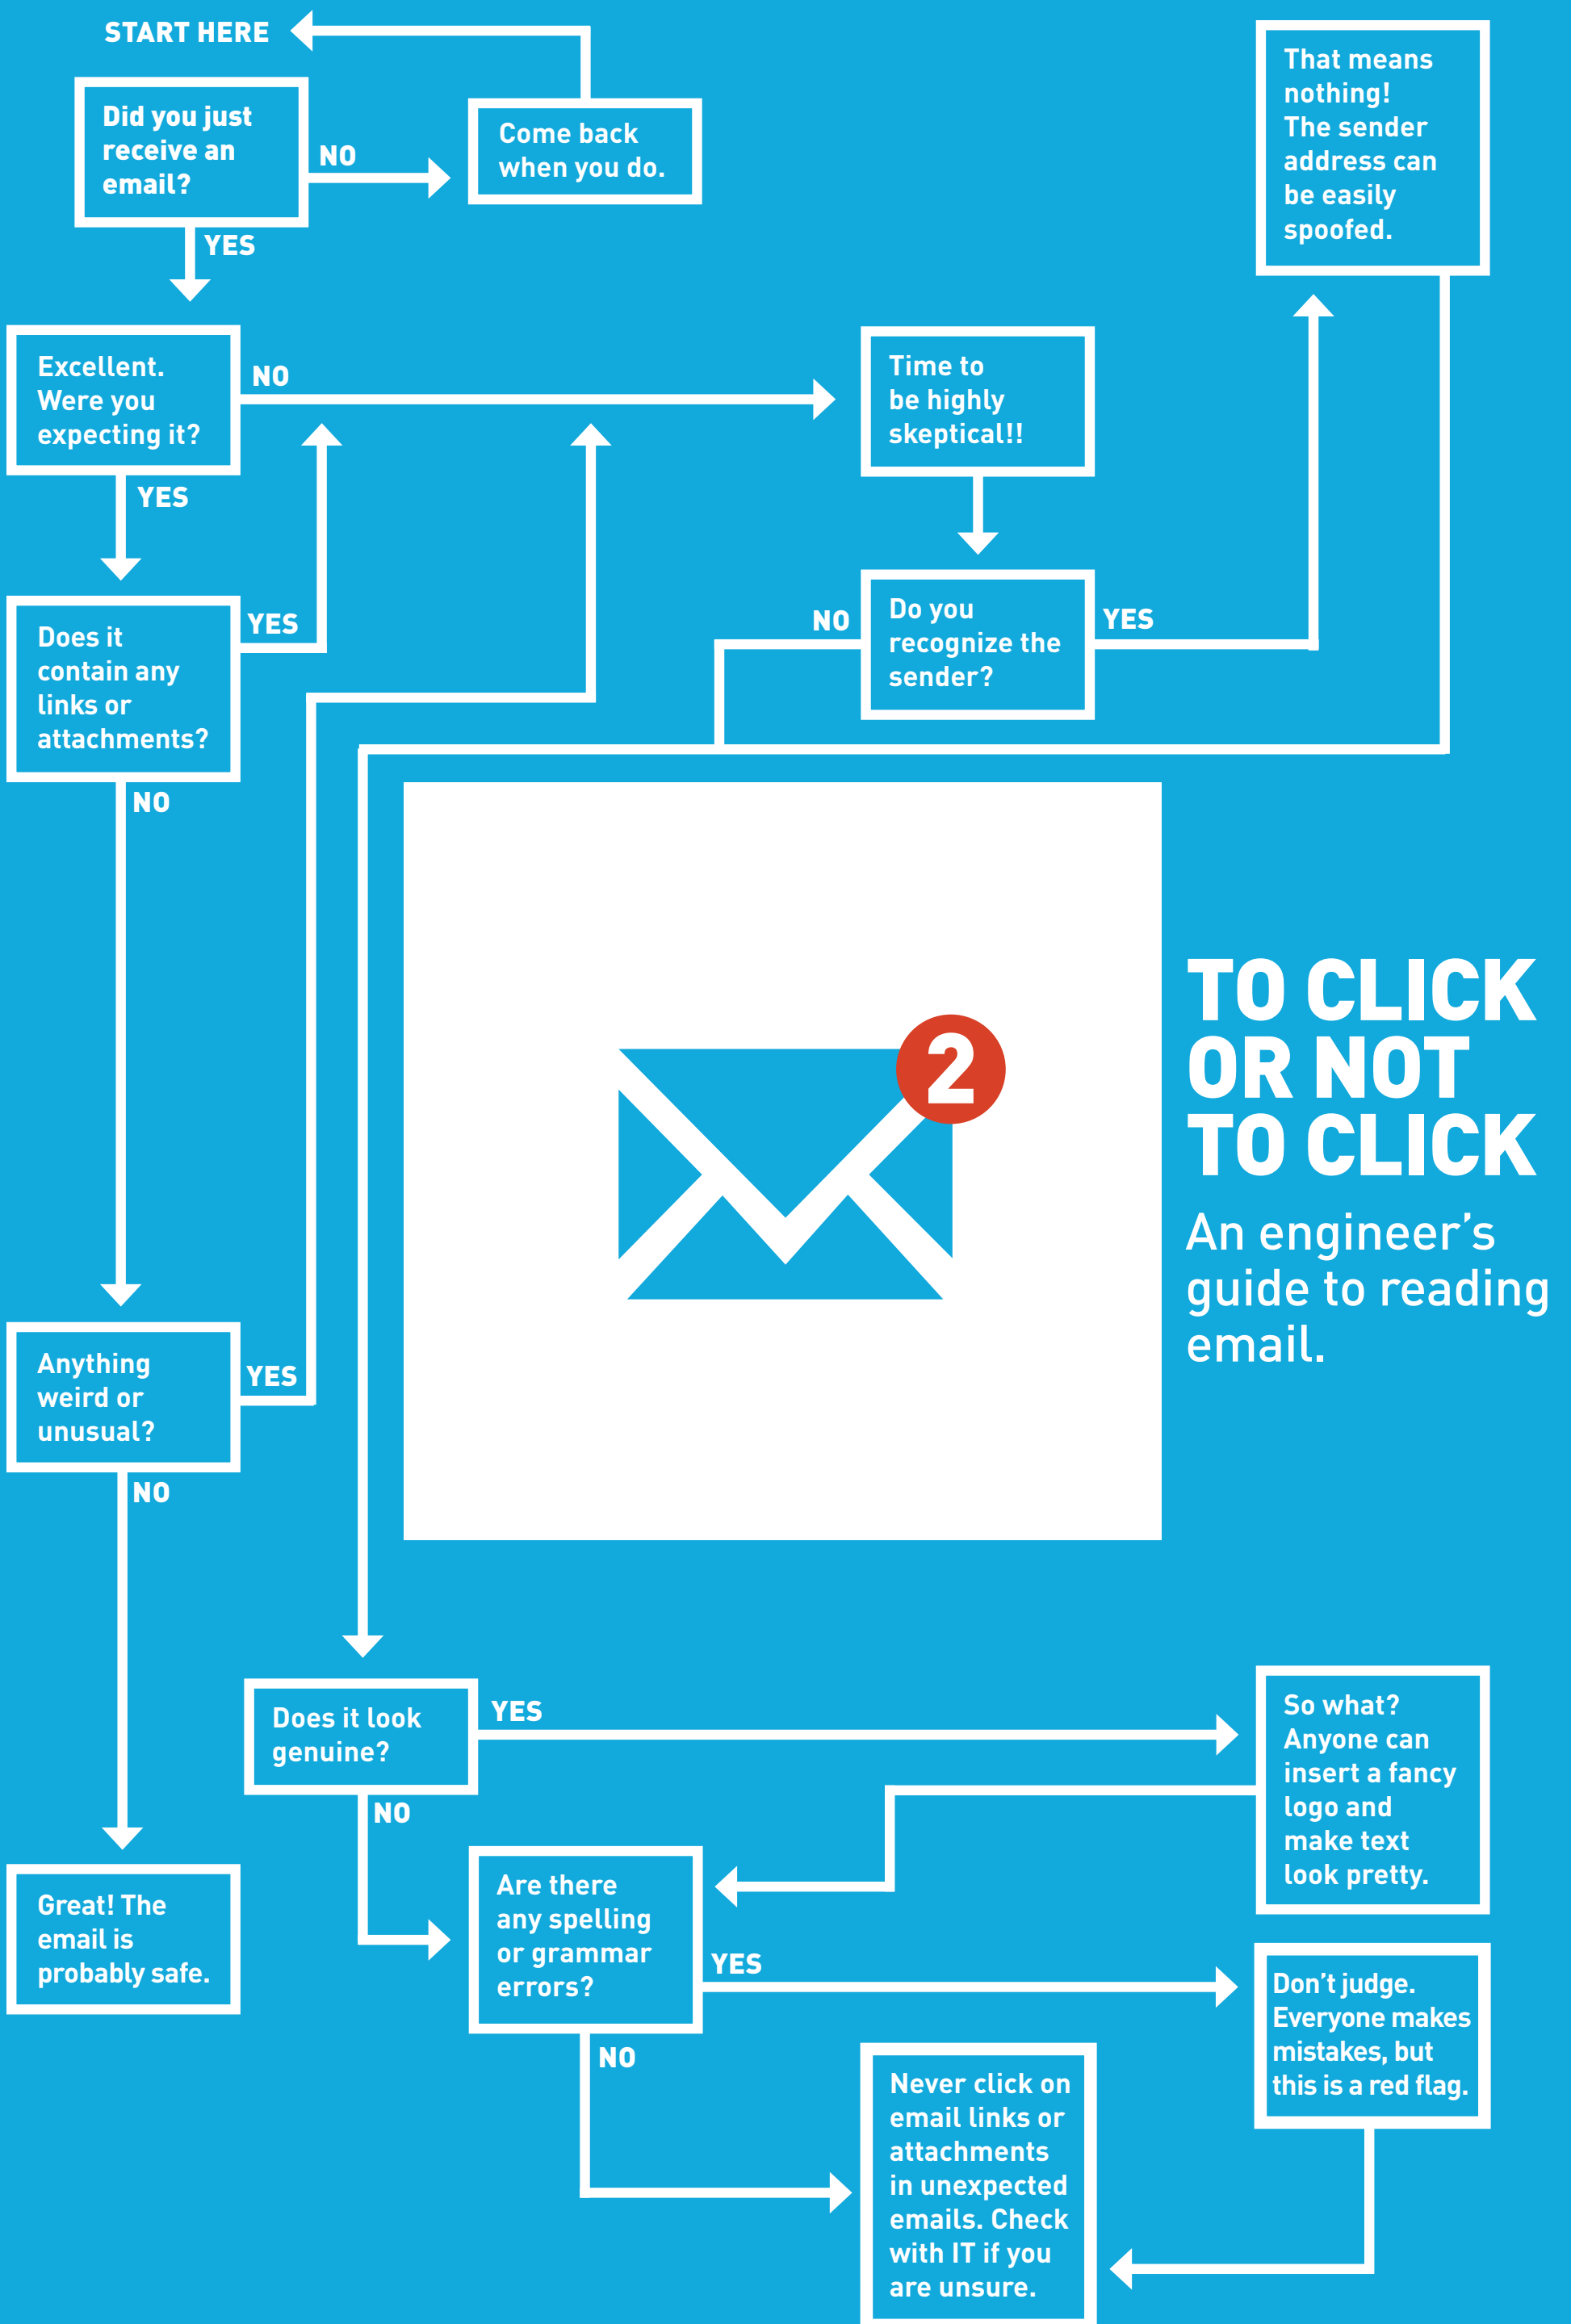 START HERE
Did you just
receive an
email?
NO
Come back
when you do.
YES
Excellent.
Were you
expecting it?
NO
Time to
be highly
skeptical!!
YES
Does it
contain any
links or
attachments?
YES
NO
Do you
recognize the
sender?
NO
YES
That means
nothing!
The sender
address can
be easily
spoofed.
2
TO CLICK
OR NOT
TO CLICK
An engineer’s
guide to reading
email.
Anything
weird or
unusual?
YES
NO
Great! The
email is
probably safe.
Does it look
genuine?
YES
NO
So what?
Anyone can
insert a fancy
logo and
make text
look pretty.
Are there
any spelling
or grammar
errors?
YES
NO
Don’t judge.
Everyone makes
mistakes, but
this is a red flag.
Never click on
email links or
attachments
in unexpected
emails. Check
with IT if you
are unsure.